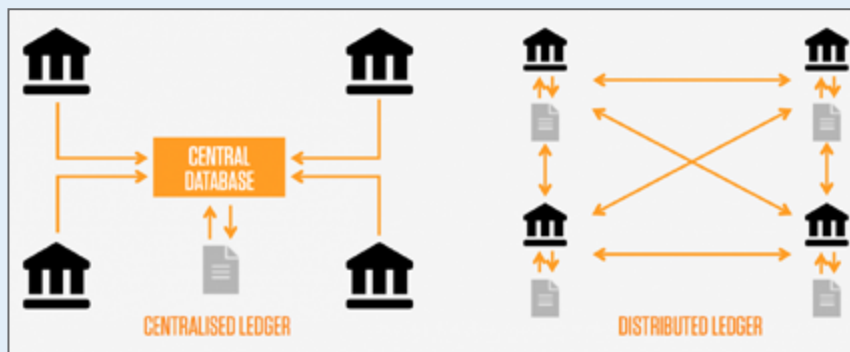 CENTRAL
DATABASE
CENTRALISED LEDGER
DISTRIBUTED LEDGER